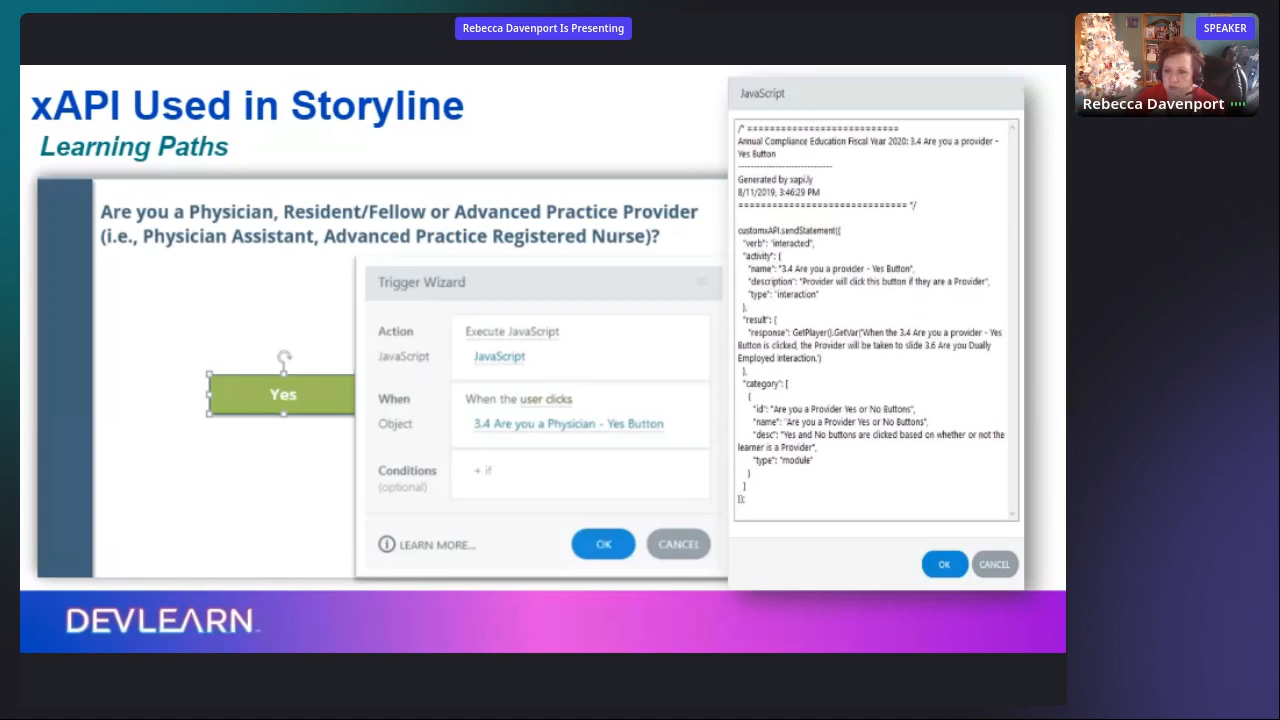 Rebecca Davenport Is Presenting
SPEAKER
Rebecca Davenport
xAPI Used in Storyline
Learning Paths
Are you a Physician, Resident/Fellow or Advanced Practice Provider
(i.e., Physician Assistant, Advanced Practice Registered Nurse)?
Yes
Trigger Wizard
Action
Execute JavaScript
JavaScript
JavaScript
When
When the user clicks
Object
3.4 Are you a Physician - Yes Button
Conditions
+ if
(optional)
LEARN MORE...
OK
CANCEL
JavaScript
/* ============================
Annual Compliance Education Fiscal Year 2020: 3.4 Are you a provider -
Yes Button
-----------------------------
Generated by xapi.ly
8/11/2019, 3:46:29 PM
============================== */
customxAPI.sendStatement({
"verb": "interacted",
"activity": {
"name": "3.4 Are you a provider - Yes Button",
"description": "Provider will click this button if they are a Provider",
"type": "interaction"
},
"result": {
"response": GetPlayer().GetVar('When the 3.4 Are you a provider - Yes
Button is clicked, the Provider will be taken to slide 3.6 Are you Dually
Employed Interaction.')
},
"category": [
{
"id": "Are you a Provider Yes or No Buttons",
"name": "Are you a Provider Yes or No Buttons",
"desc": "Yes and No buttons are clicked based on whether or not the
learner is a Provider",
"type": "module"
}
]
});
OK
CANCEL
DEVLEARN